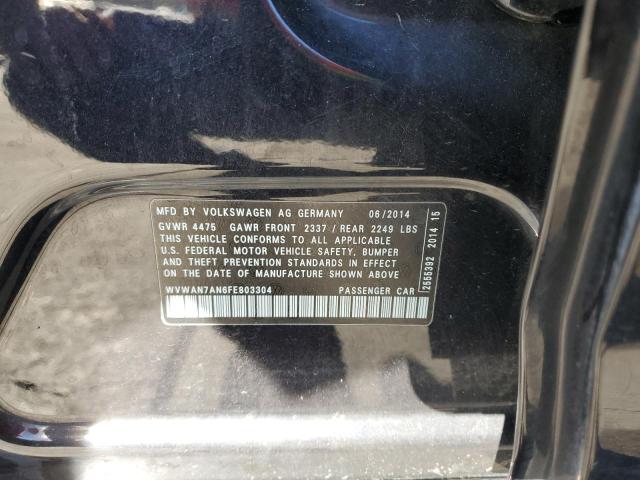 MFD BY VOLKSWAGEN AG GERMANY 06/2014
GVWR 4475 GAWR FRONT 2337 / REAR 2249 LBS
THIS VEHICLE CONFORMS TO ALL APPLICABLE
U.S. FEDERAL MOTOR VEHICLE SAFETY, BUMPER
AND THEFT PREVENTION STANDARDS IN EFFECT
ON THE DATE OF MANUFACTURE SHOWN ABOVE
WVWAN7AN6FE803304 PASSENGER CAR
2555392 2014 15